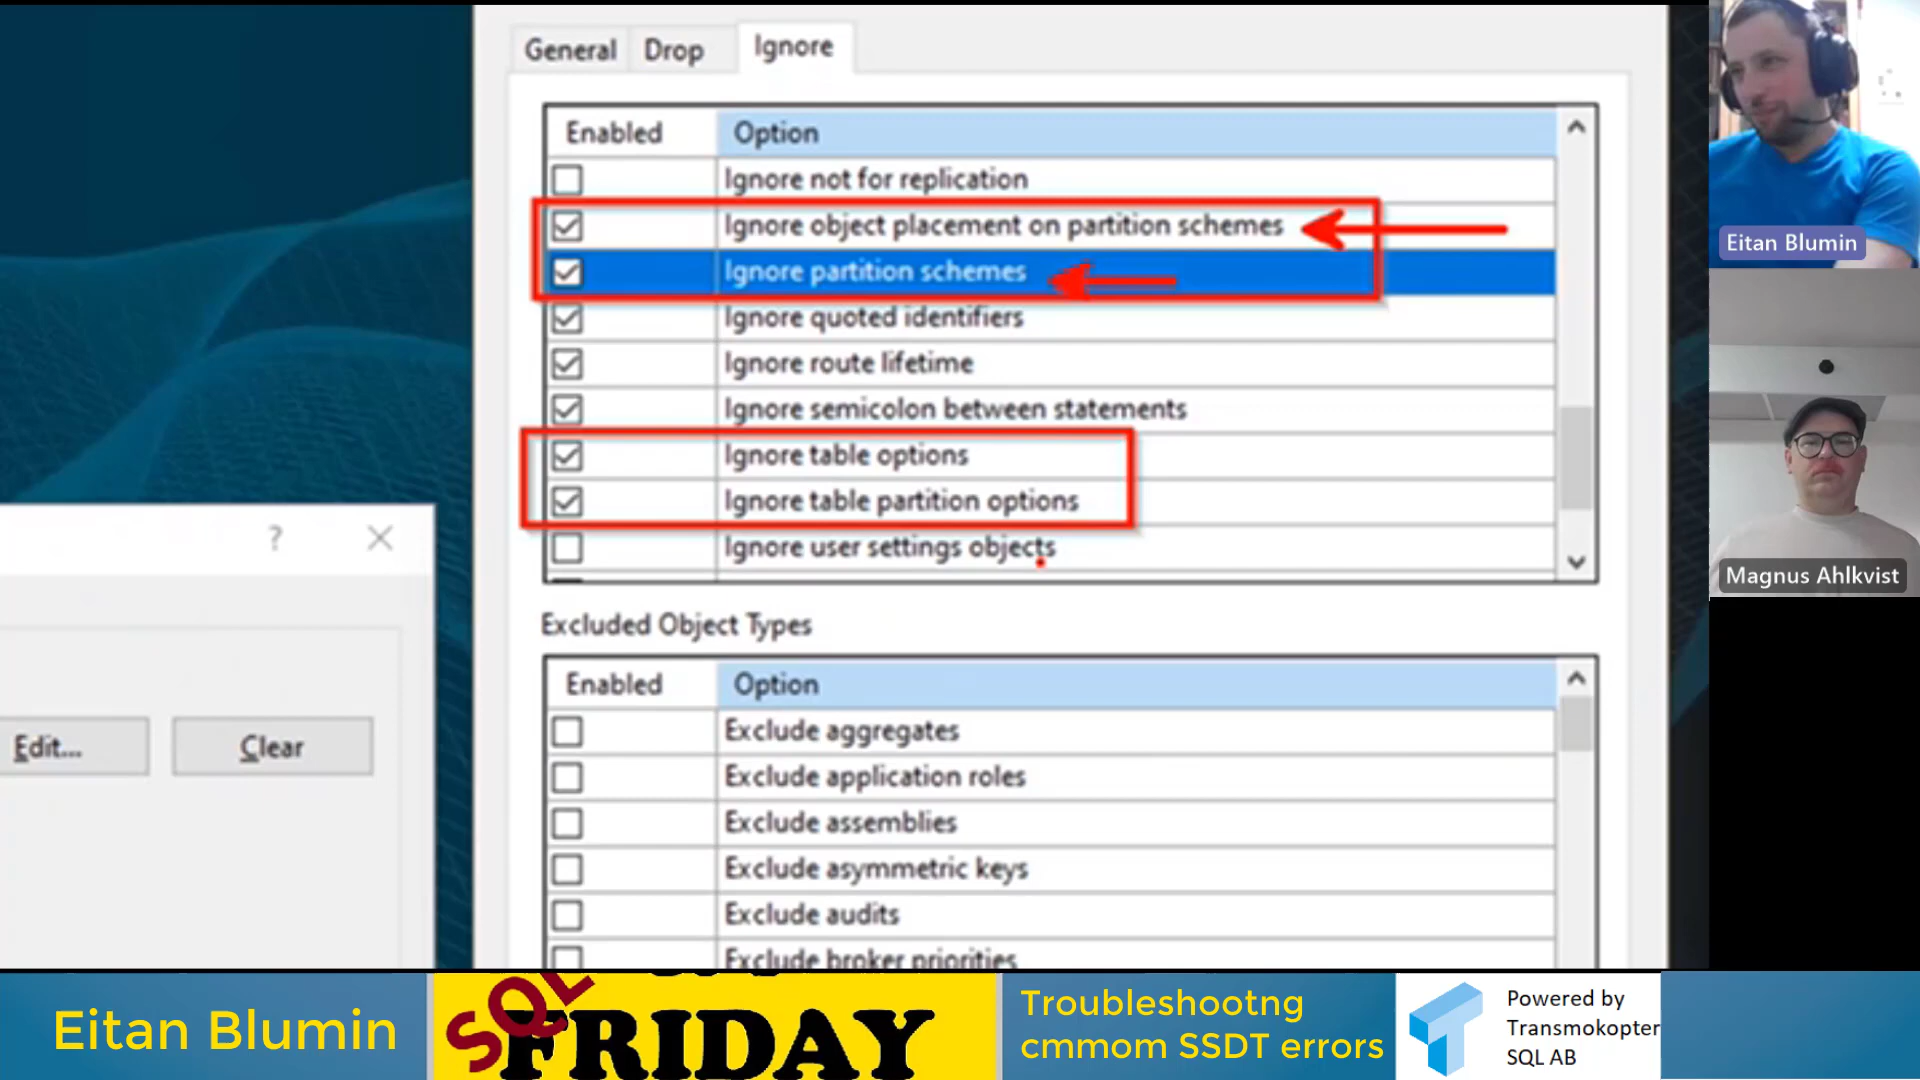 General Drop Ignore
Enabled Option
Ignore not for replication
Ignore object placement on partition schemes
Ignore partition schemes
Ignore quoted identifiers
Ignore route lifetime
Ignore semicolon between statements
Ignore table options
Ignore table partition options
Ignore user settings objects
Excluded Object Types
Enabled Option
Exclude aggregates
Exclude application roles
Exclude assemblies
Exclude asymmetric keys
Exclude audits
Exclude broker priorities
? ×
Edit... Clear
Eitan Blumin
Magnus Ahlkvist
Eitan Blumin
SQL
FRIDAY
Troubleshootng
cmmom SSDT errors
Powered by
Transmokopter
SQL AB